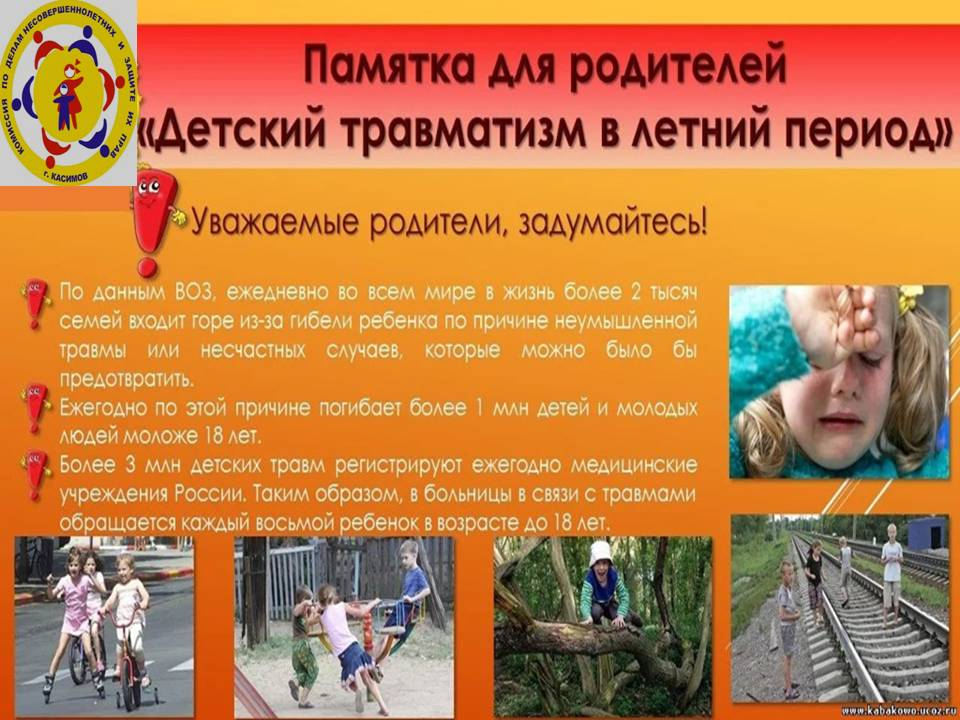 КОМИССИЯ ПО ДЕЛАМ НЕСОВЕРШЕННОЛЕТНИХ И ЗАЩИТЕ ИХ ПРАВ
г. КАСИМОВ
Памятка для родителей
«Детский травматизм в летний период»
Уважаемые родители, задумайтесь!
По данным ВОЗ, ежедневно во всем мире в жизнь более 2 тысяч
семей входит горе из-за гибели ребенка по причине неумышленной
травмы или несчастных случаев, которые можно было бы
предотвратить.
Ежегодно по этой причине погибает более 1 млн детей и молодых
людей моложе 18 лет.
Более 3 млн детских травм регистрируют ежегодно медицинские
учреждения России. Таким образом, в больницы в связи с травмами
обращается каждый восьмой ребенок в возрасте до 18 лет.
www.kabakowo.ucoz.ru